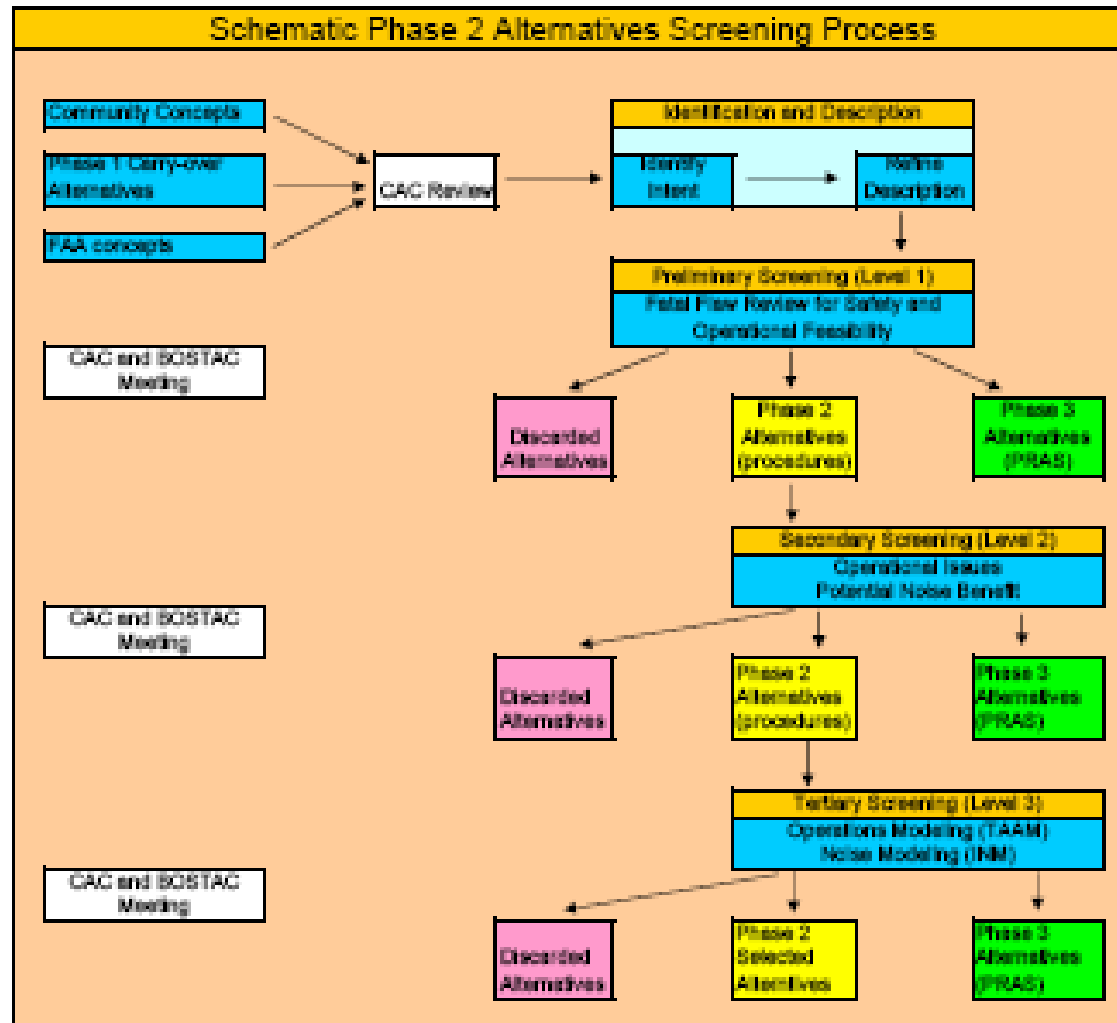 Schematic Phase 2 Alternatives Screening Process
Community Concepts
Phase 1 Carry-over
Alternatives
FAA concepts
CAC Review
Identification and Description
Identify
Intent
Refine
Description
Preliminary Screening (Level 1)
Fatal Flaw Review for Safety and
Operational Feasibility
CAC and BOSTAC
Meeting
Discarded
Alternatives
Phase 2
Alternatives
(procedures)
Phase 3
Alternatives
(PRAS)
Secondary Screening (Level 2)
Operational Issues
Potential Noise Benefit
CAC and BOSTAC
Meeting
Discarded
Alternatives
Phase 2
Alternatives
(procedures)
Phase 3
Alternatives
(PRAS)
Tertiary Screening (Level 3)
Operations Modeling (TAAM)
Noise Modeling (INM)
CAC and BOSTAC
Meeting
Discarded
Alternatives
Phase 2
Selected
Alterntives
Phase 3
Alternatives
(PRAS)